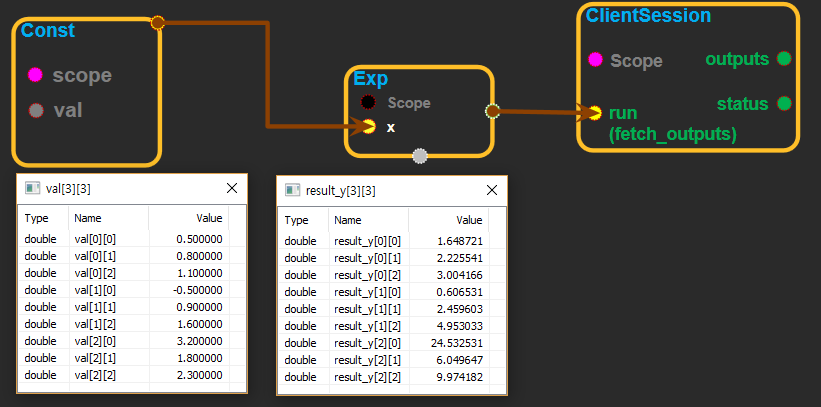 Const
scope
val
Exp
Scope
x
ClientSession
Scope
outputs
status
run
(fetch_outputs)
val[3][3]
Type Name Value
double val[0][0] 0.500000
double val[0][1] 0.800000
double val[0][2] 1.100000
double val[1][0] -0.500000
double val[1][1] 0.900000
double val[1][2] 1.600000
double val[2][0] 3.200000
double val[2][1] 1.800000
double val[2][2] 2.300000
result_y[3][3]
Type Name Value
double result_y[0][0] 1.648721
double result_y[0][1] 2.225541
double result_y[0][2] 3.004166
double result_y[1][0] 0.606531
double result_y[1][1] 2.459603
double result_y[1][2] 4.953033
double result_y[2][0] 24.532531
double result_y[2][1] 6.049647
double result_y[2][2] 9.974182